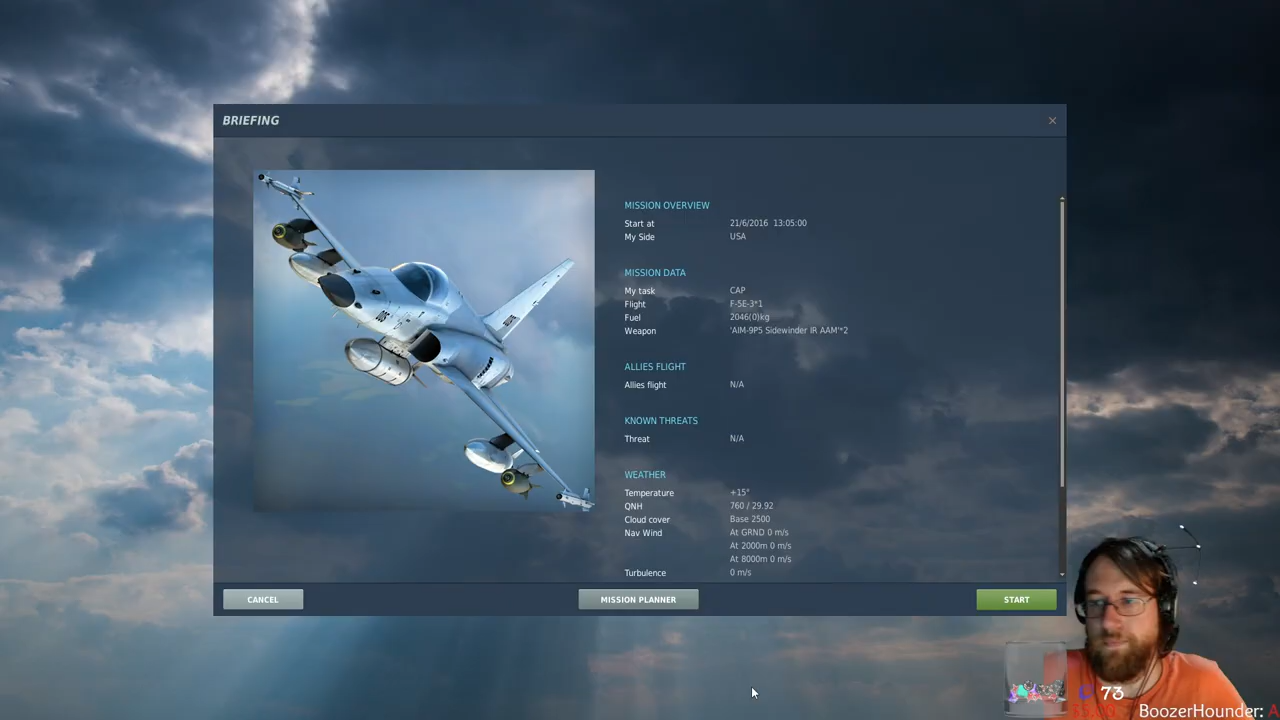 BRIEFING
MISSION OVERVIEW
Start at 21/6/2016 13:05:00
My Side USA
MISSION DATA
My task CAP
Flight F-5E-3*1
Fuel 2046(0)kg
Weapon 'AIM-9P5 Sidewinder IR AAM'*2
ALLIES FLIGHT
Allies flight N/A
KNOWN THREATS
Threat N/A
WEATHER
Temperature +15°
QNH 760 / 29.92
Cloud cover Base 2500
Nav Wind At GRND 0 m/s
At 2000m 0 m/s
At 8000m 0 m/s
Turbulence 0 m/s
CANCEL MISSION PLANNER START
73
BoozerHounder: A